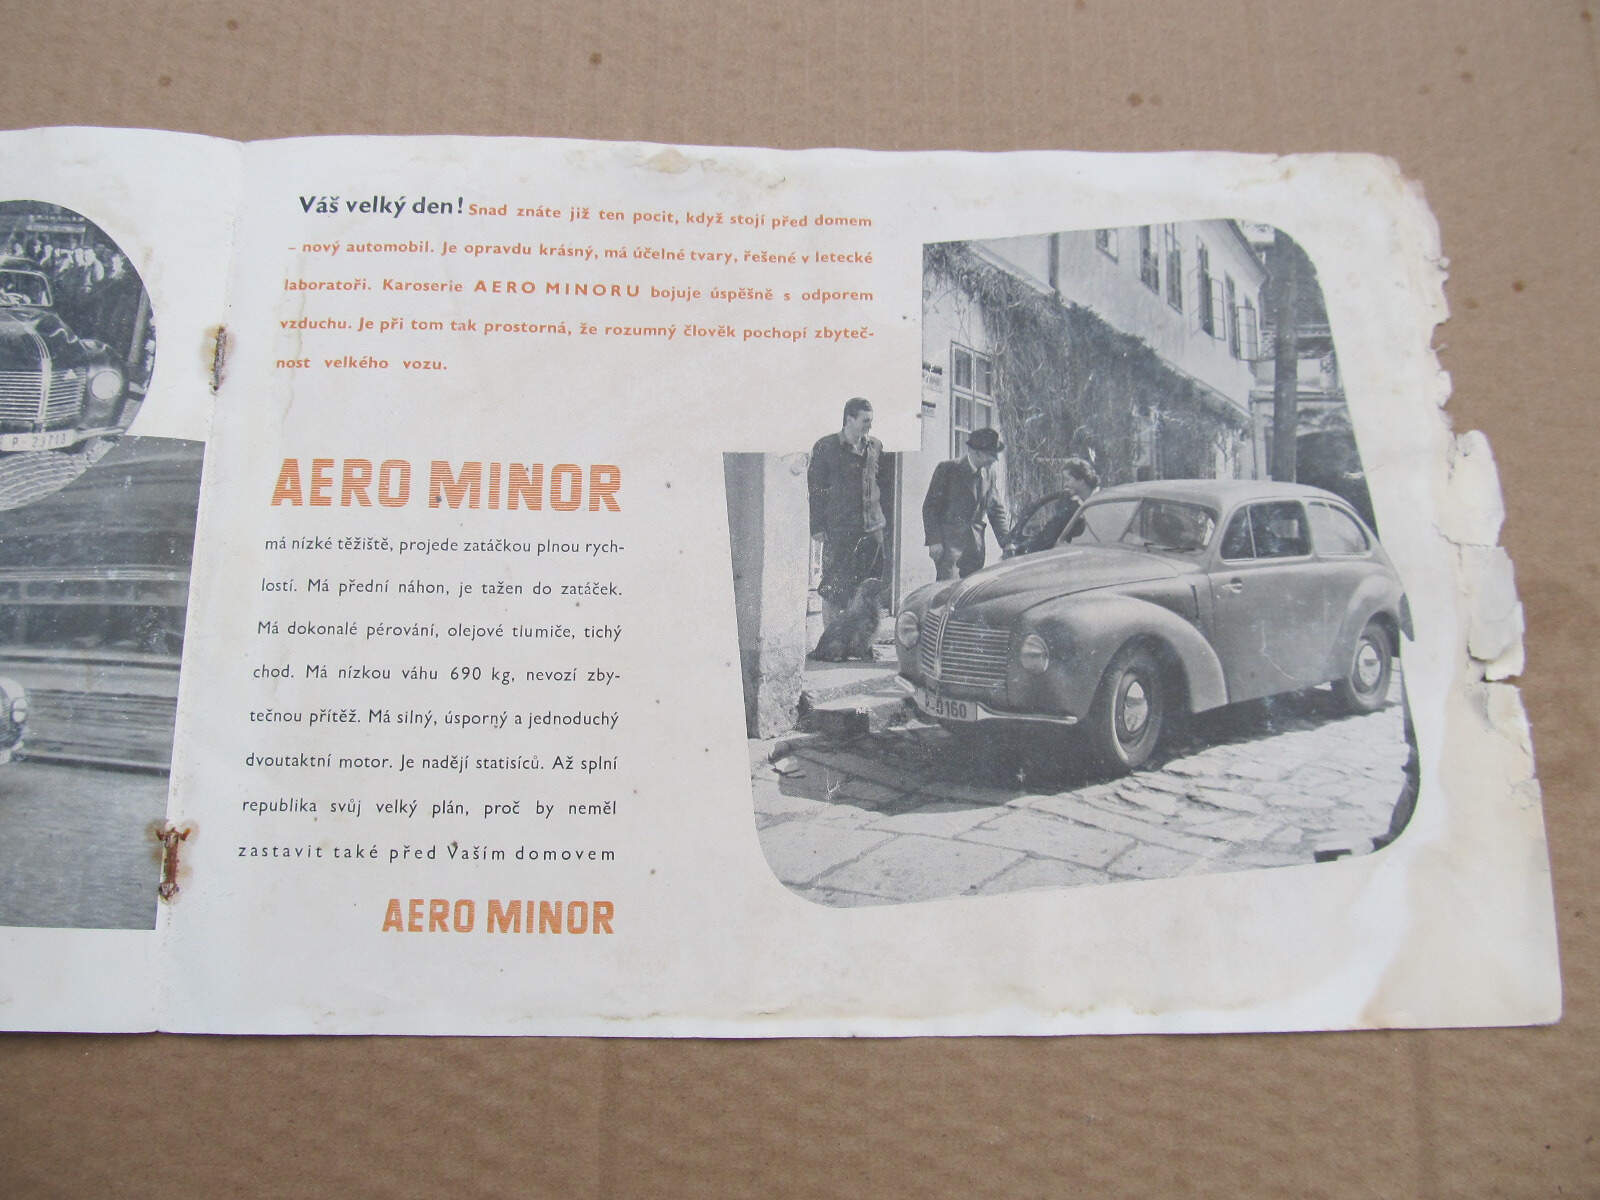 Váš velký den! Snad znáte již ten pocit, když stojí před domem
– nový automobil. Je opravdu krásný, má účelné tvary, řešené v letecké
laboratoři. Karoserie AERO MINORU bojuje úspěšně s odporem
vzduchu. Je při tom tak prostorná, že rozumný člověk pochopí zbyteč-
nost velkého vozu.
AERO MINOR
má nízké těžiště, projede zatáčkou plnou rych-
lostí. Má přední náhon, je tažen do zatáček.
Má dokonalé pérování, olejové tlumiče, tichý
chod. Má nízkou váhu 690 kg, nevozí zby-
tečnou přítěž. Má silný, úsporný a jednoduchý
dvoutaktní motor. Je nadějí statisíců. Až splní
republika svůj velký plán, proč by neměl
zastavit také před Vaším domovem
AERO MINOR